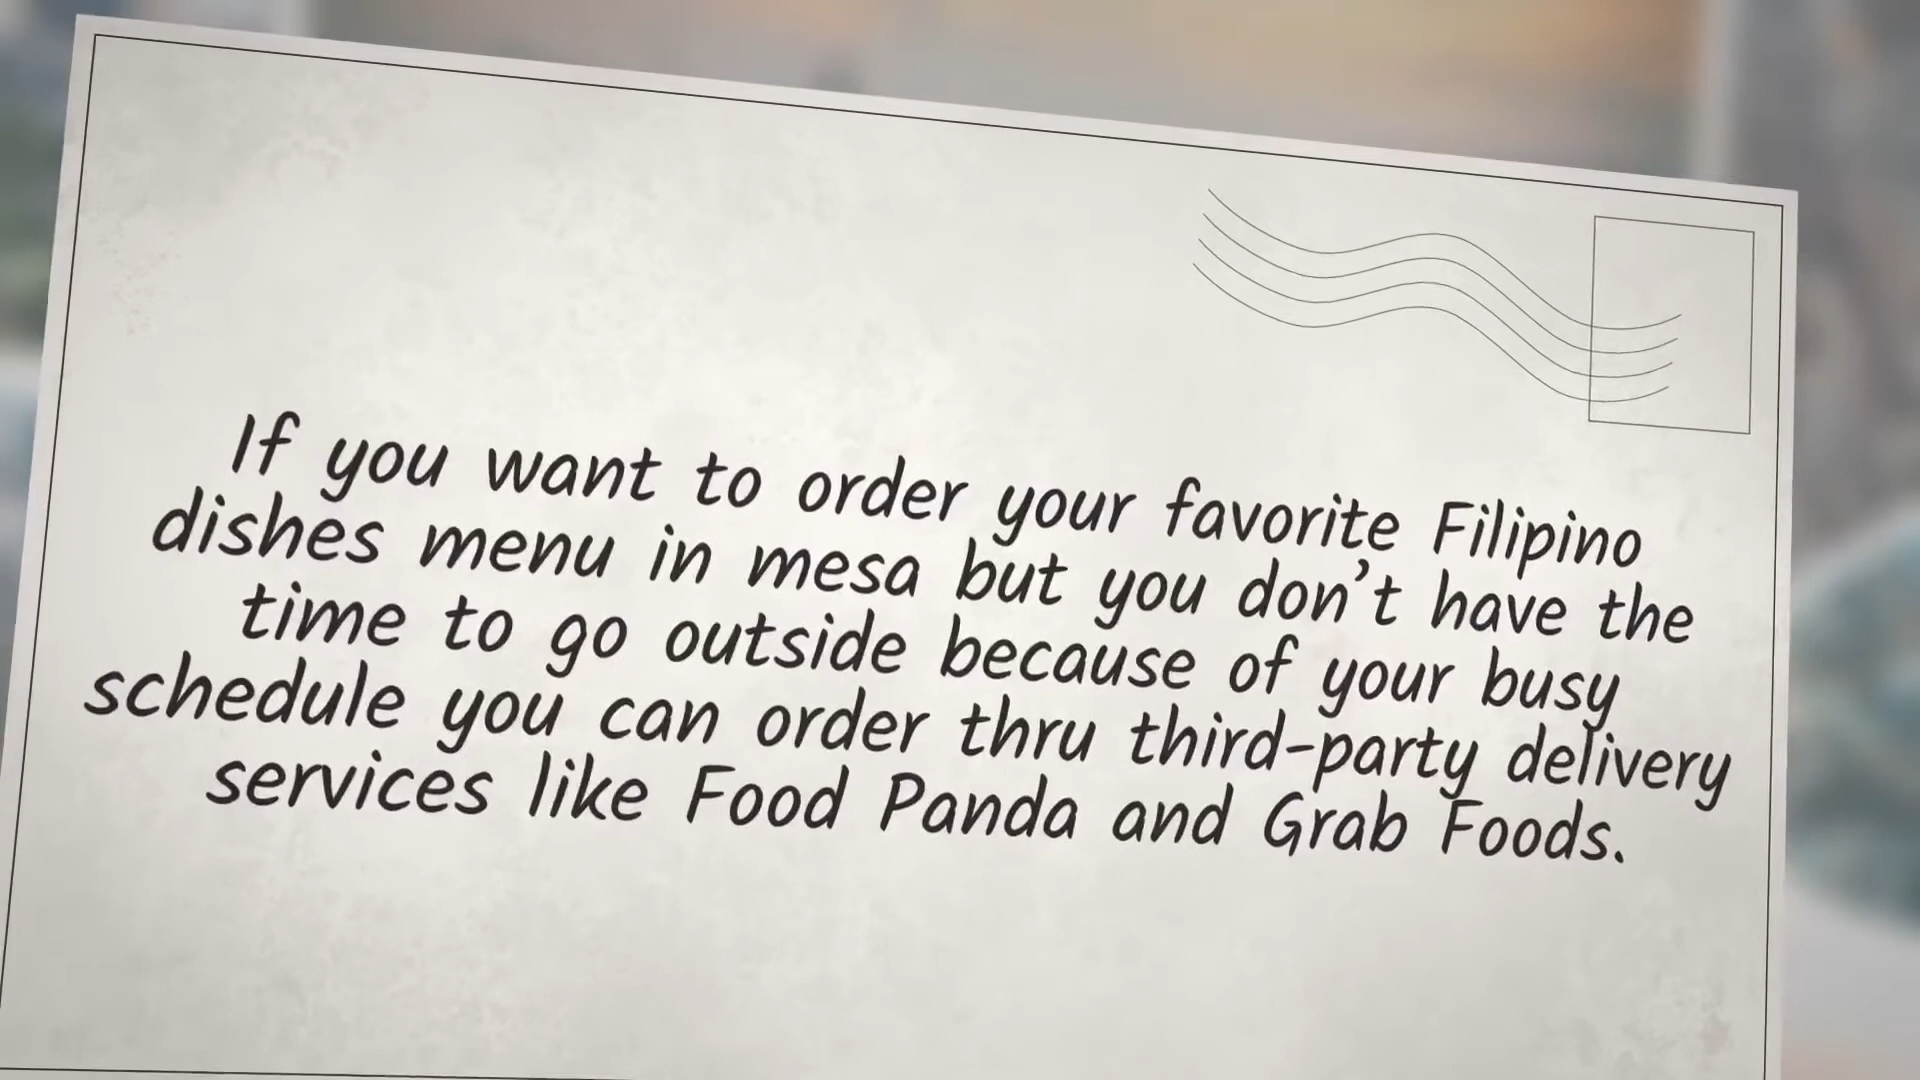 If you want to order your favorite Filipino
dishes menu in mesa but you don't have the
time to go outside because of your busy
schedule you can order thru third-party delivery
services like Food Panda and Grab Foods.